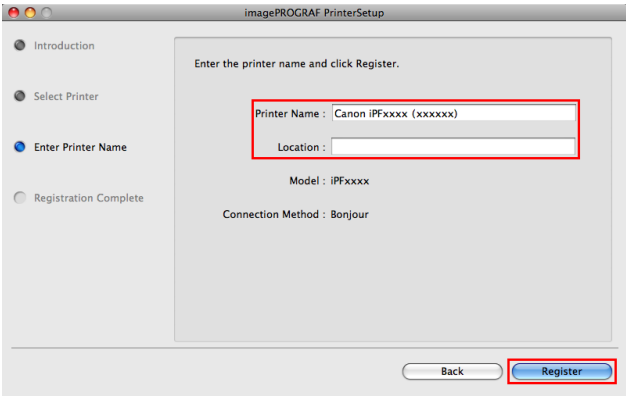 imagePROGRAF PrinterSetup
Introduction
Select Printer
Enter Printer Name
Registration Complete
Enter the printer name and click Register.
Printer Name : Canon iPFxxxx (xxxxxx)
Location :
Model : iPFxxxx
Connection Method : Bonjour
Back
Register